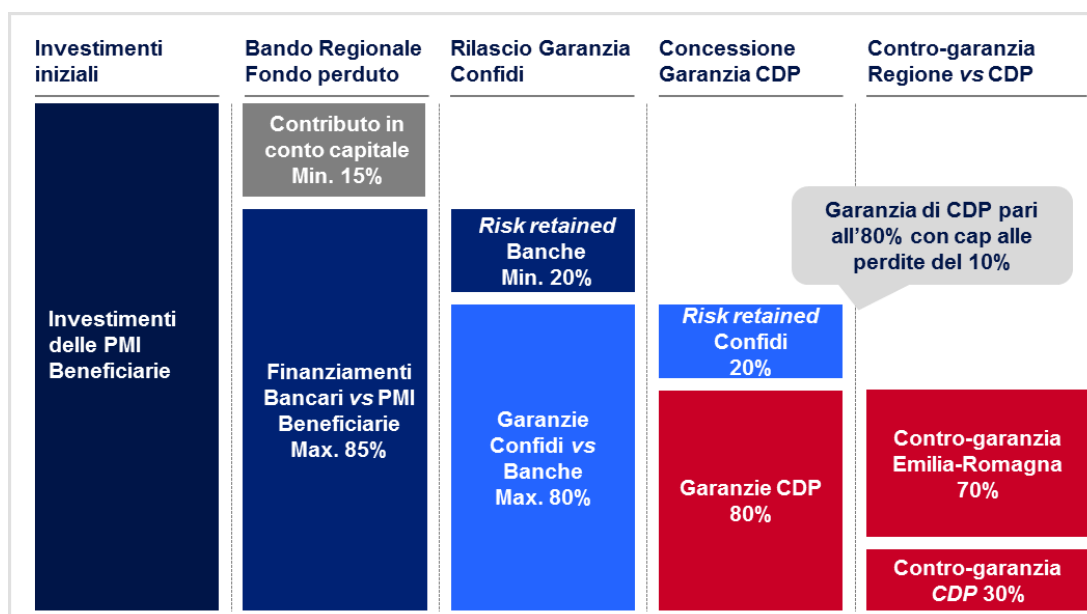 Investimenti
iniziali
Bando Regionale
Fondo perduto
Rilascio Garanzia
Confidi
Concessione
Garanzia CDP
Contro-garanzia
Regione vs CDP
Investimenti
delle PMI
Beneficiarie
Contributo in
conto capitale
Min. 15%
Finanziamenti
Bancari vs PMI
Beneficiarie
Max. 85%
Risk retained
Banche
Min. 20%
Garanzie
Confidi vs
Banche
Max. 80%
Risk retained
Confidi
20%
Garanzie CDP
80%
Garanzia di CDP pari
all'80% con cap alle
perdite del 10%
Contro-garanzia
Emilia-Romagna
70%
Contro-garanzia
CDP 30%